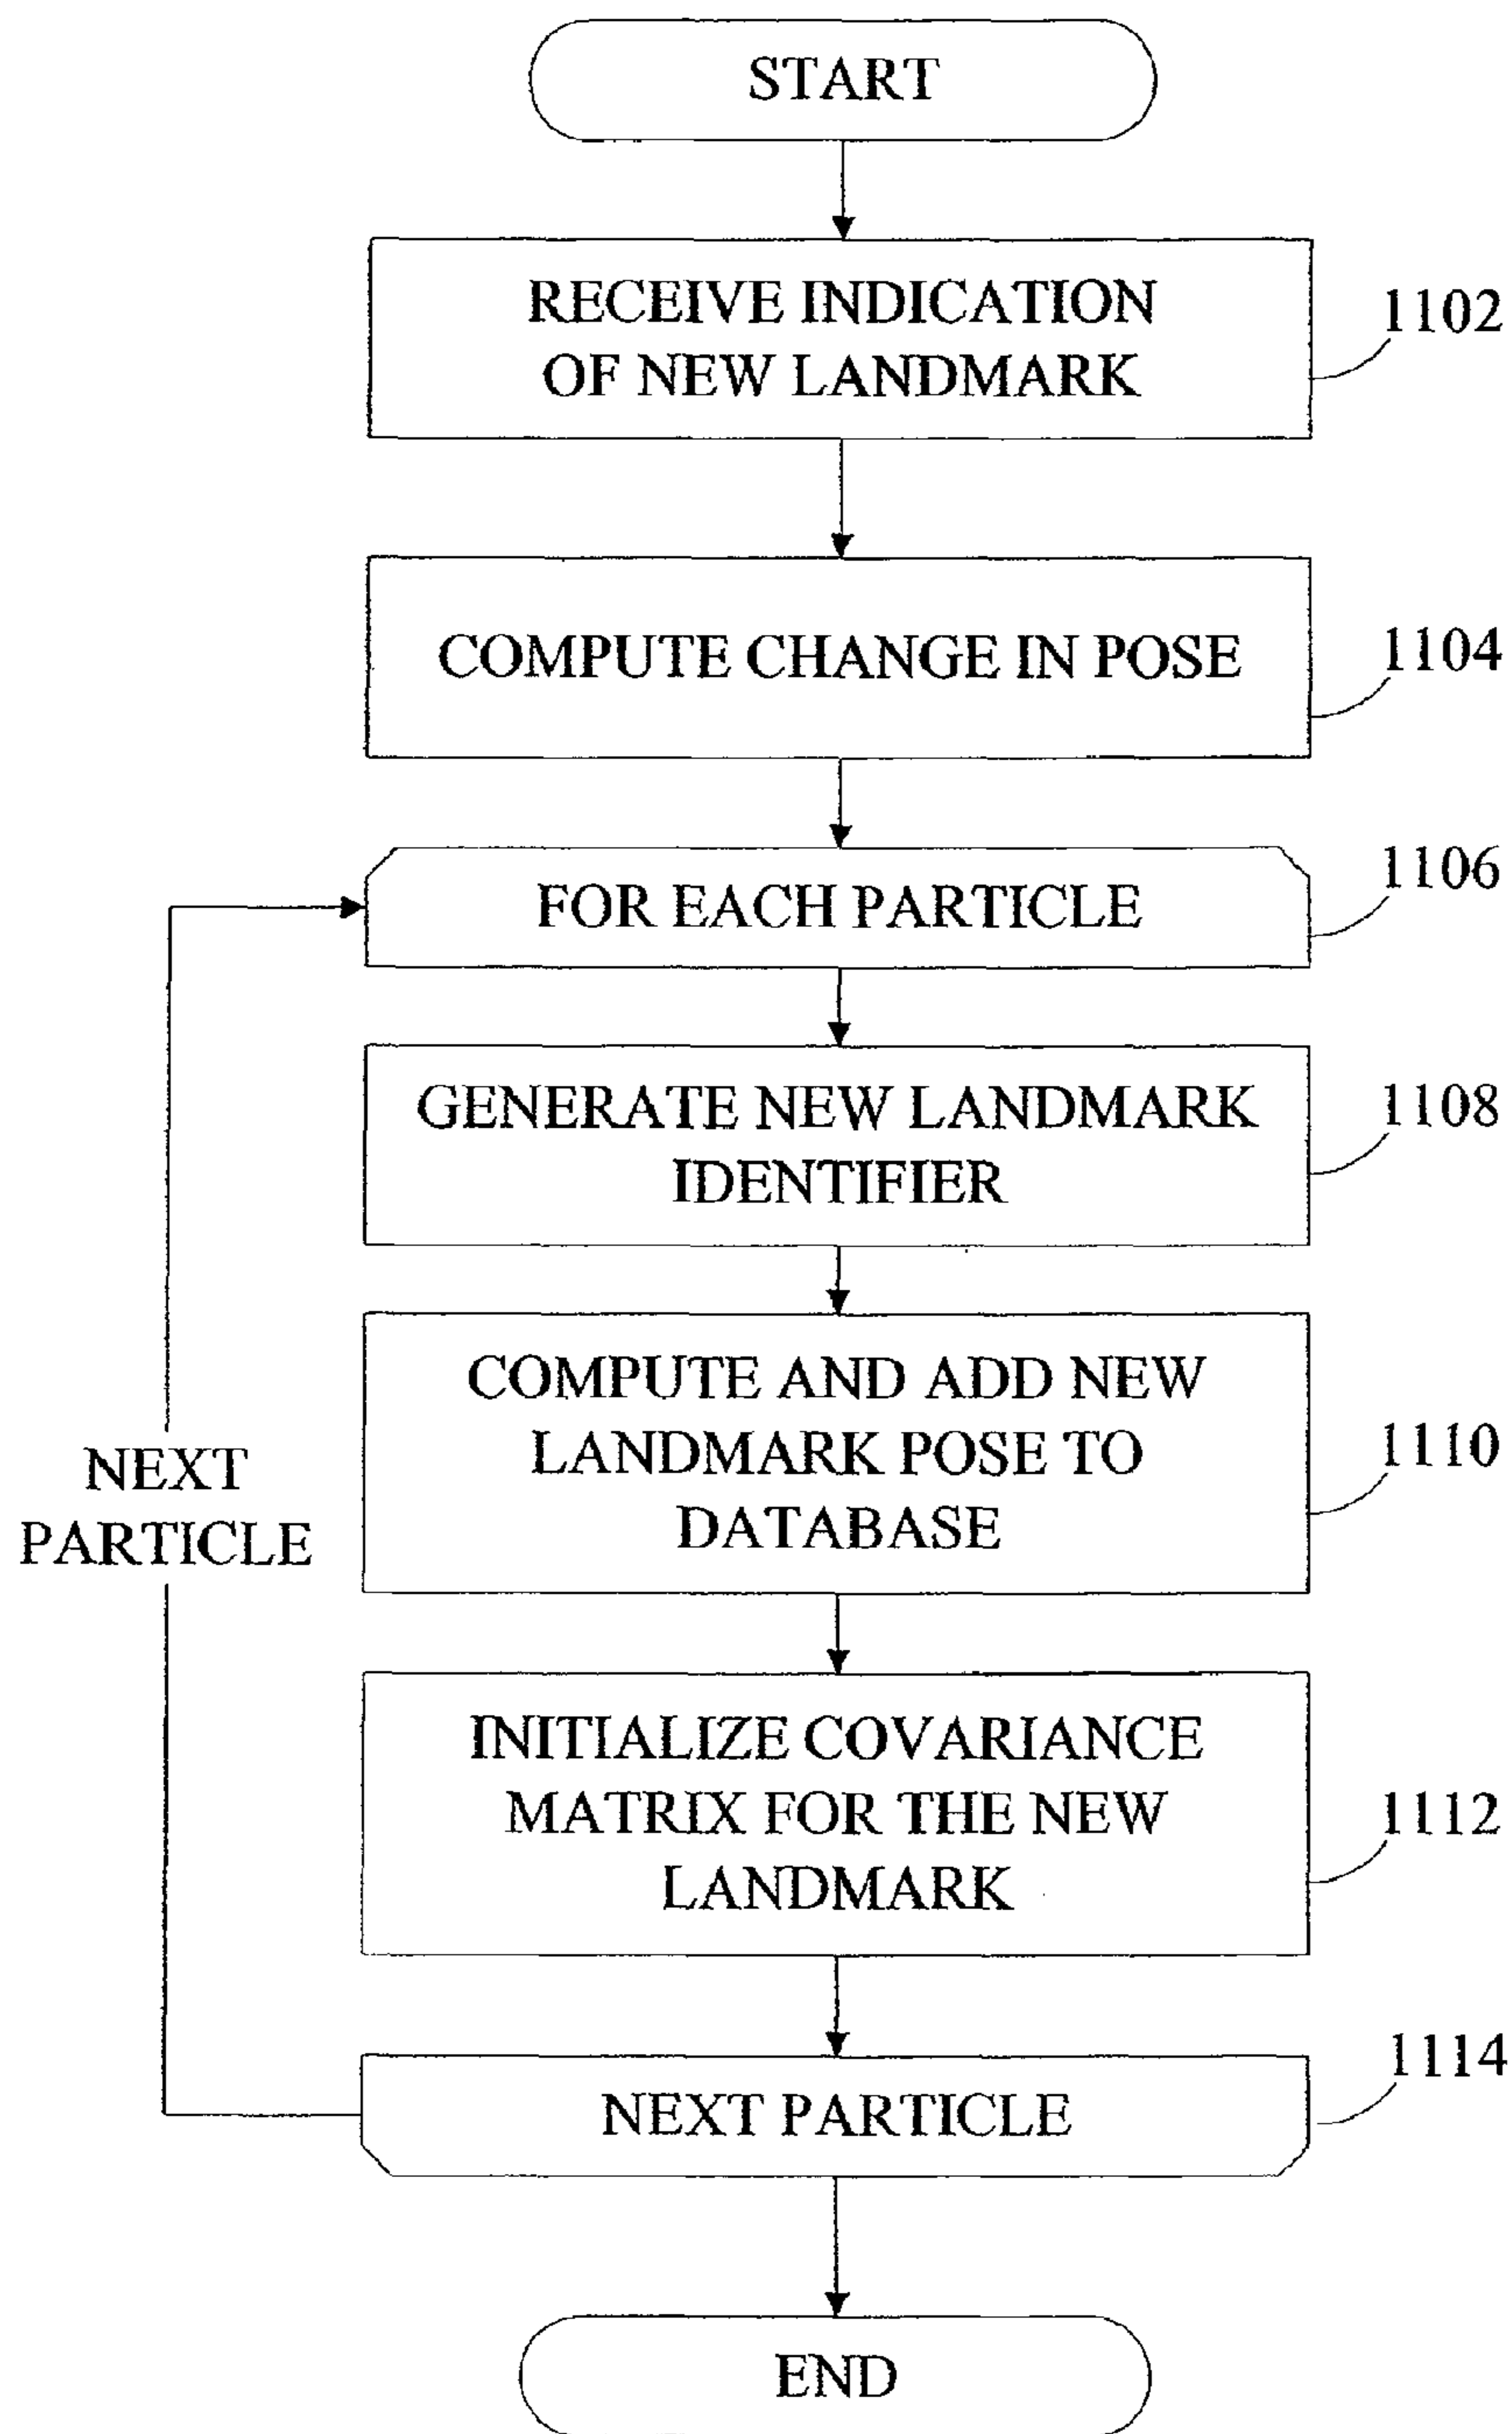 START
RECEIVE INDICATION
OF NEW LANDMARK
1102
COMPUTE CHANGE IN POSE
1104
FOR EACH PARTICLE
1106
GENERATE NEW LANDMARK
IDENTIFIER
1108
COMPUTE AND ADD NEW
LANDMARK POSE TO
DATABASE
1110
NEXT
PARTICLE
INITIALIZE COVARIANCE
MATRIX FOR THE NEW
LANDMARK
1112
NEXT PARTICLE
1114
END